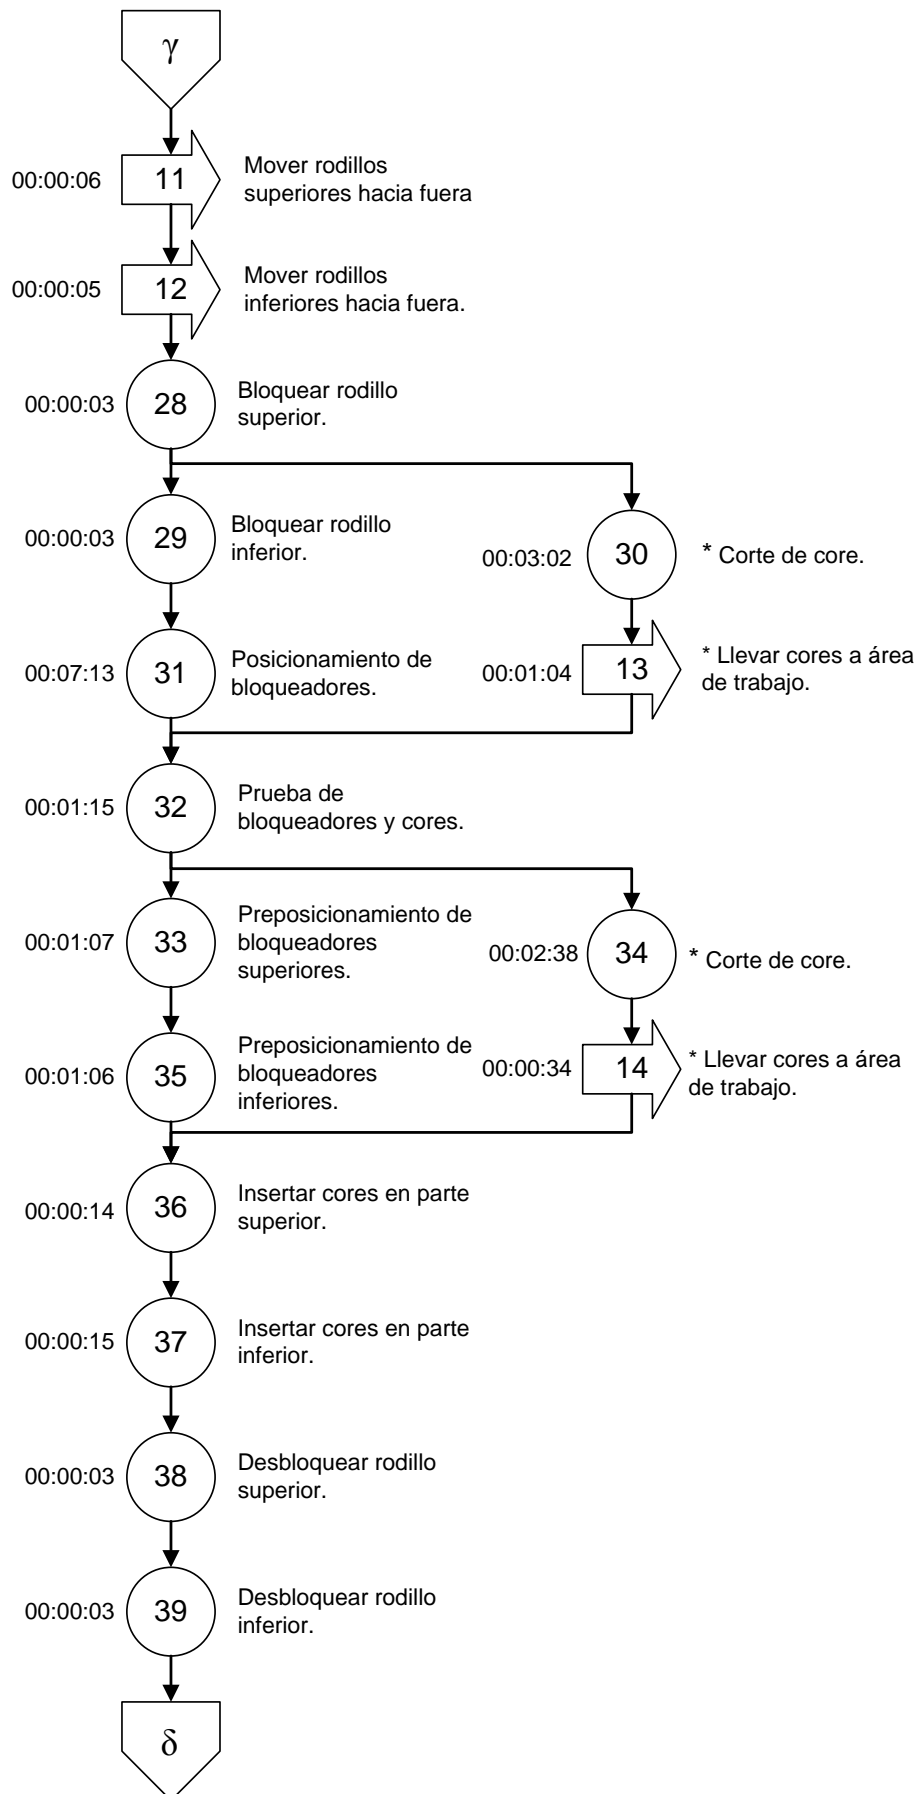 γ
00:00:06
11
Mover rodillos
superiores hacia fuera
00:00:05
12
Mover rodillos
inferiores hacia fuera.
00:00:03
28
Bloquear rodillo
superior.
00:00:03
29
Bloquear rodillo
inferior.
00:03:02
30
* Corte de core.
00:07:13
31
Posicionamiento de
bloqueadores.
00:01:04
13
* Llevar cores a área
de trabajo.
00:01:15
32
Prueba de
bloqueadores y cores.
00:01:07
33
Preposicionamiento de
bloqueadores
superiores.
00:02:38
34
* Corte de core.
00:01:06
35
Preposicionamiento de
bloqueadores
inferiores.
00:00:34
14
* Llevar cores a área
de trabajo.
00:00:14
36
Insertar cores en parte
superior.
00:00:15
37
Insertar cores en parte
inferior.
00:00:03
38
Desbloquear rodillo
superior.
00:00:03
39
Desbloquear rodillo
inferior.
δ